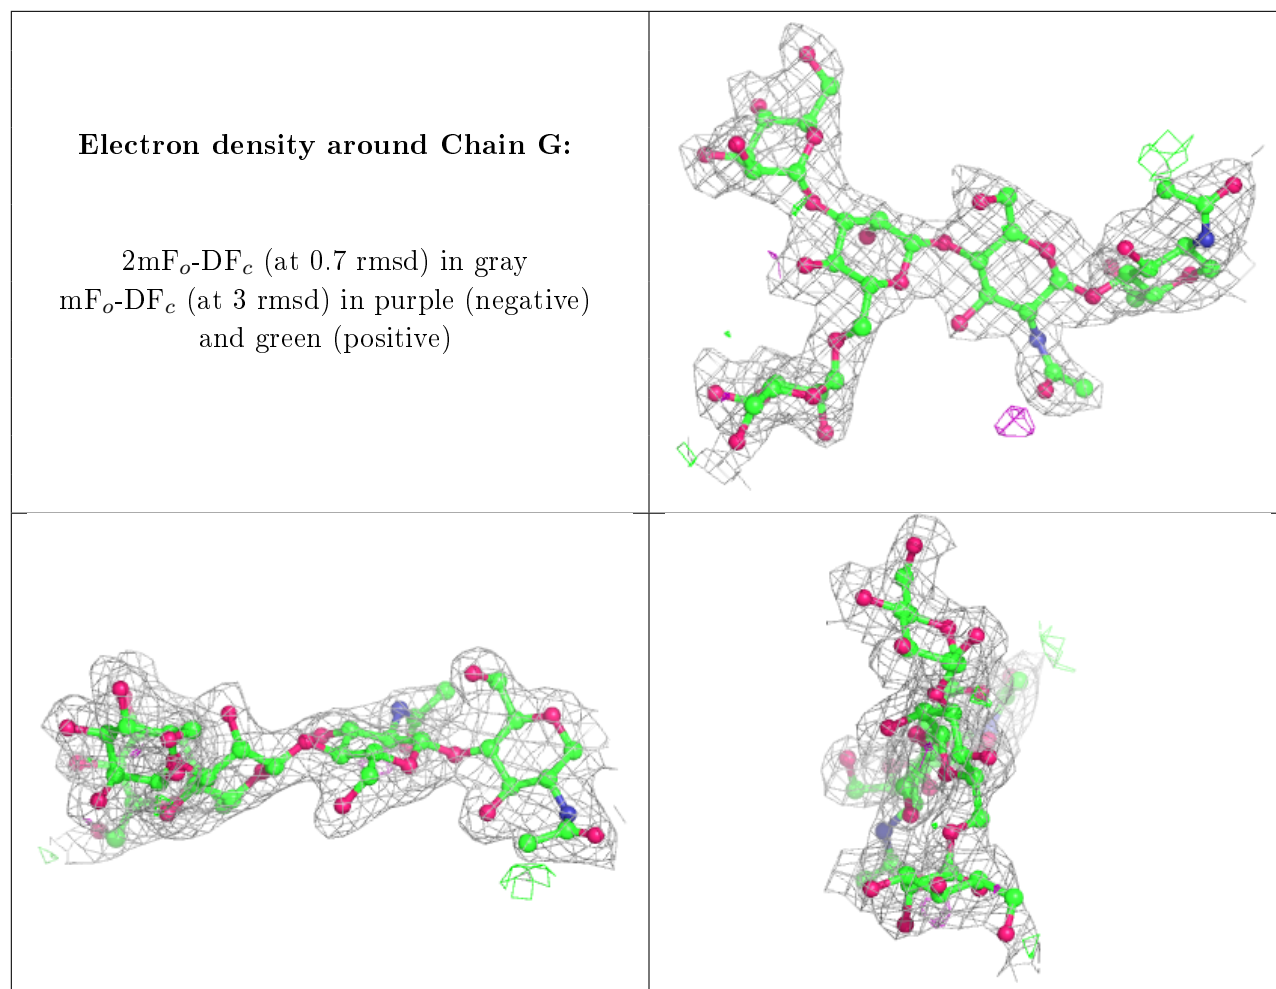 Electron density around Chain G:
2mFₒ-DF𝒸 (at 0.7 rmsd) in gray
mFₒ-DF𝒸 (at 3 rmsd) in purple (negative)
and green (positive)